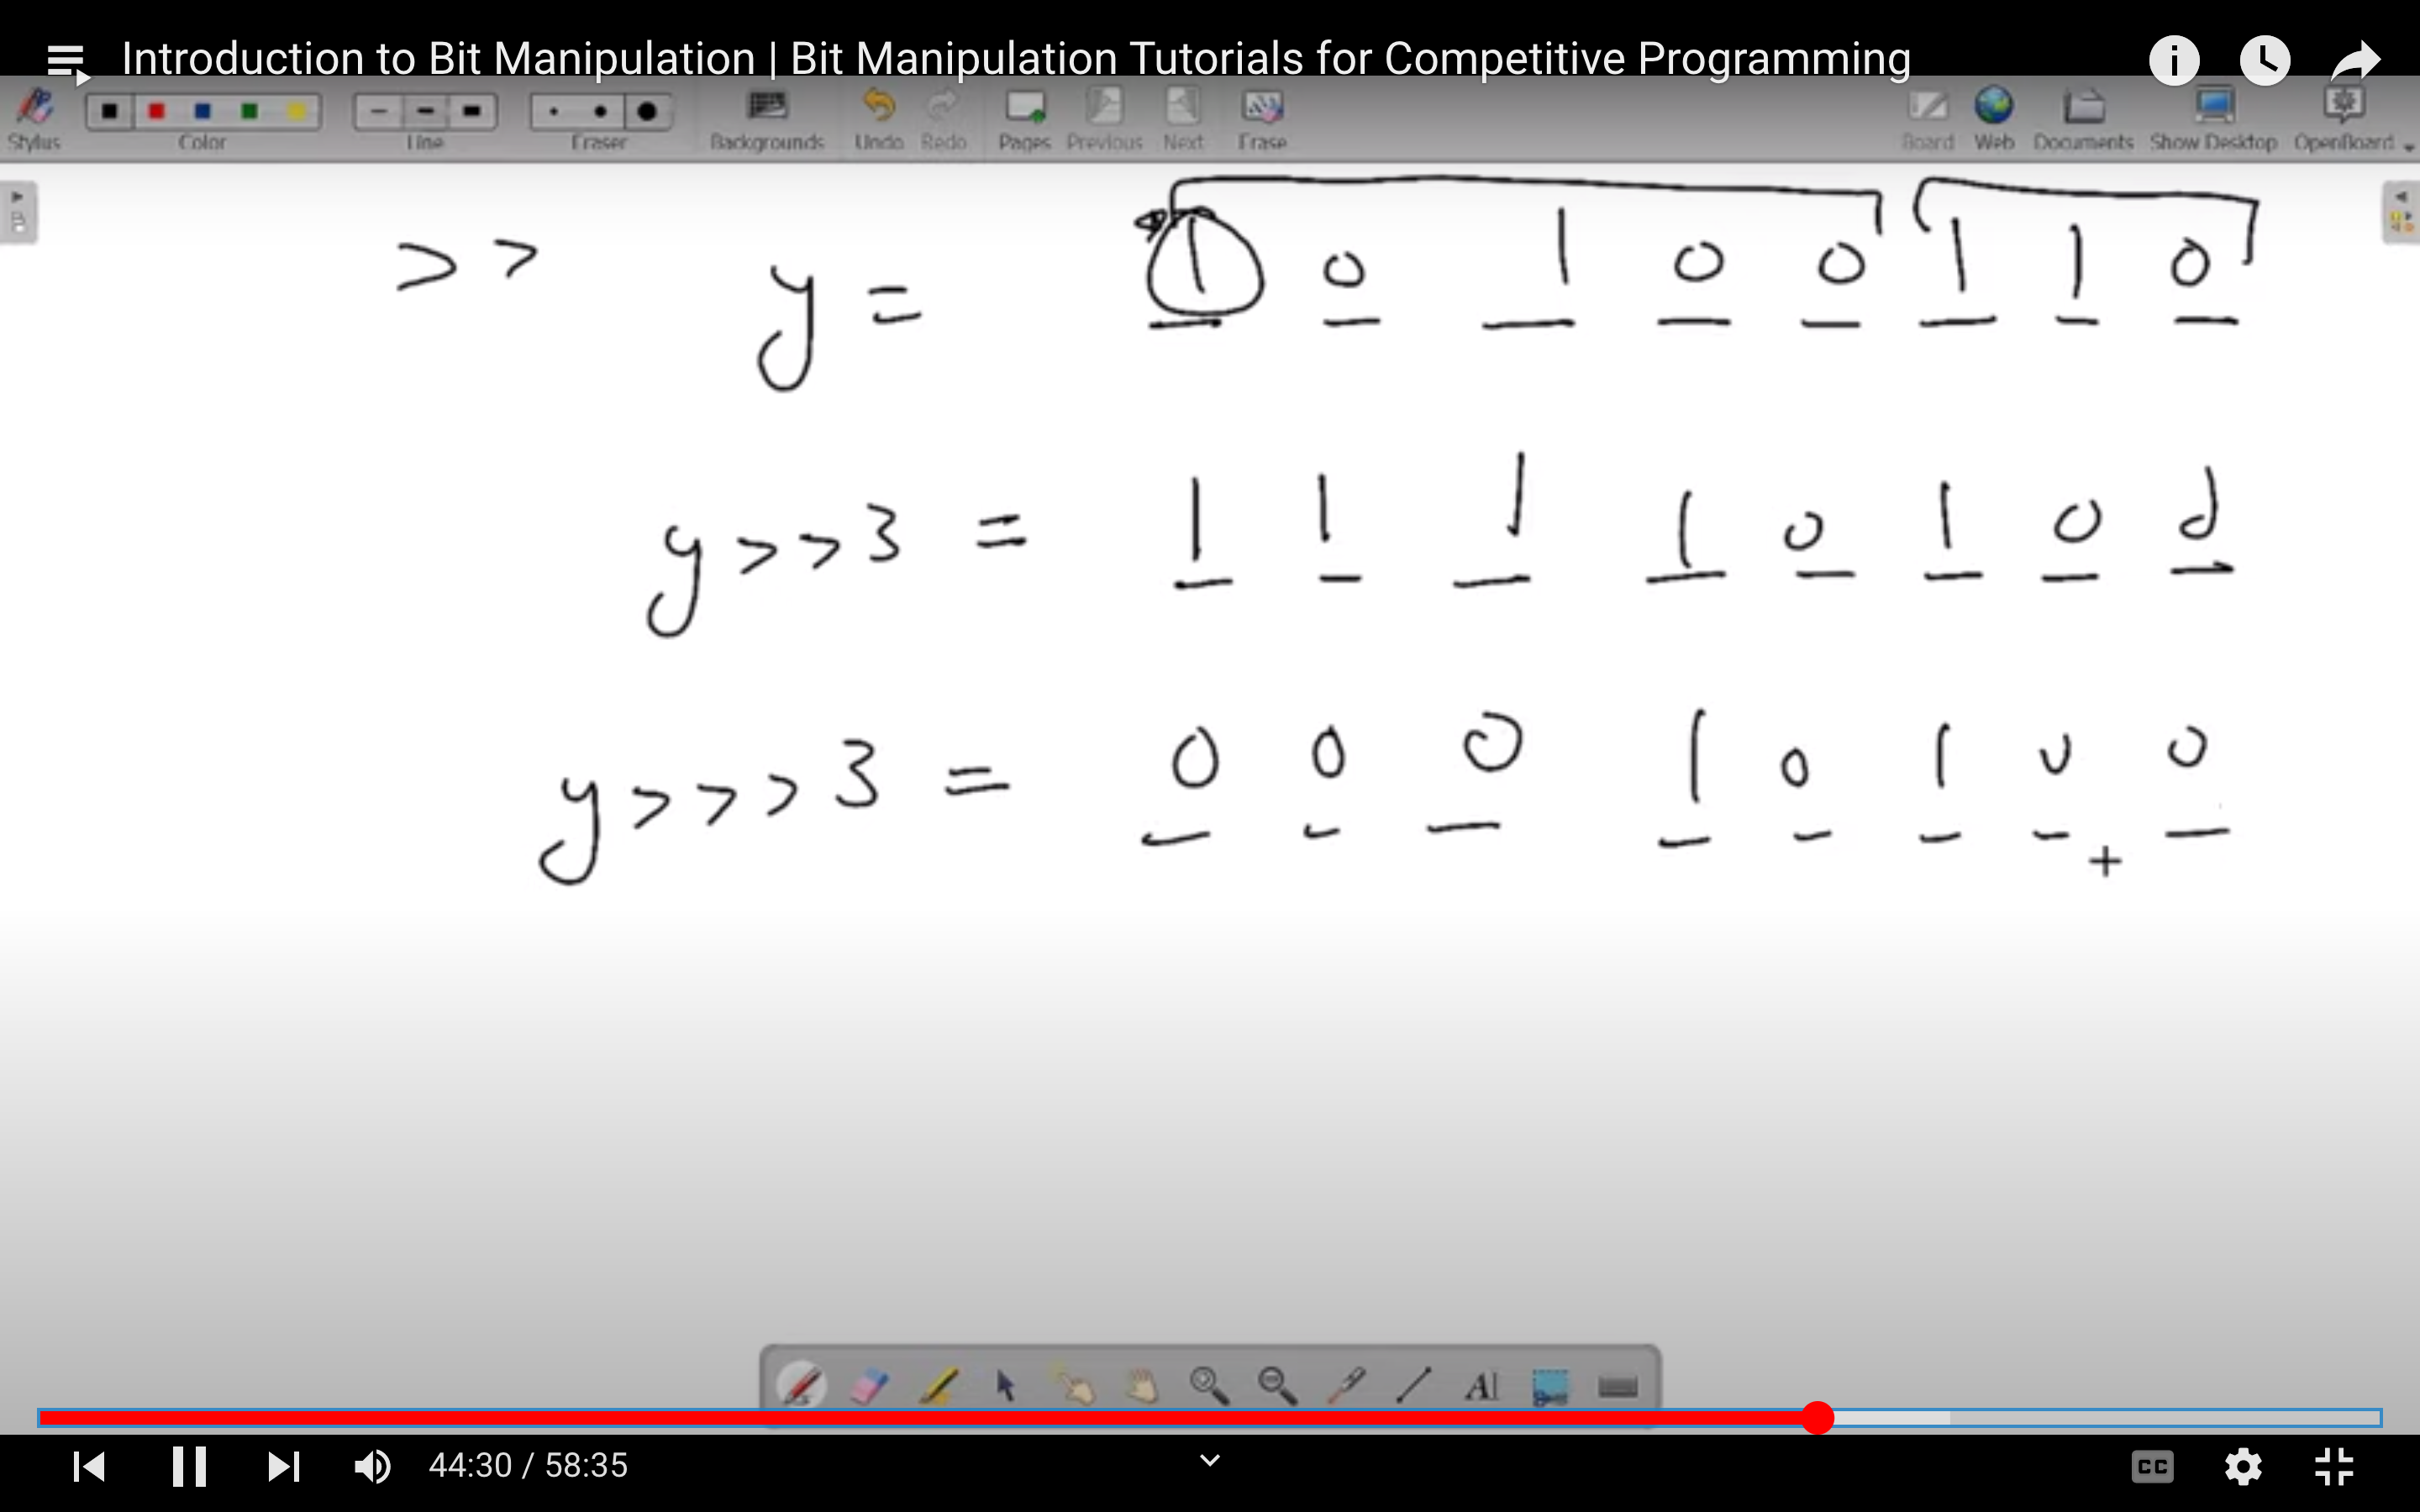 Introduction to Bit Manipulation | Bit Manipulation Tutorials for Competitive Programming
Stylus Color Line Eraser Backgrounds Undo Redo Pages Previous Next Erase Board Web Documents Show Desktop OpenBoard
>> y = 1 0 1 0 0 1 1 0
y>>3 = 1 1 1 1 0 1 0 0
y>>>3 = 0 0 0 1 0 1 0 0
AI
44:30 / 58:35
CC